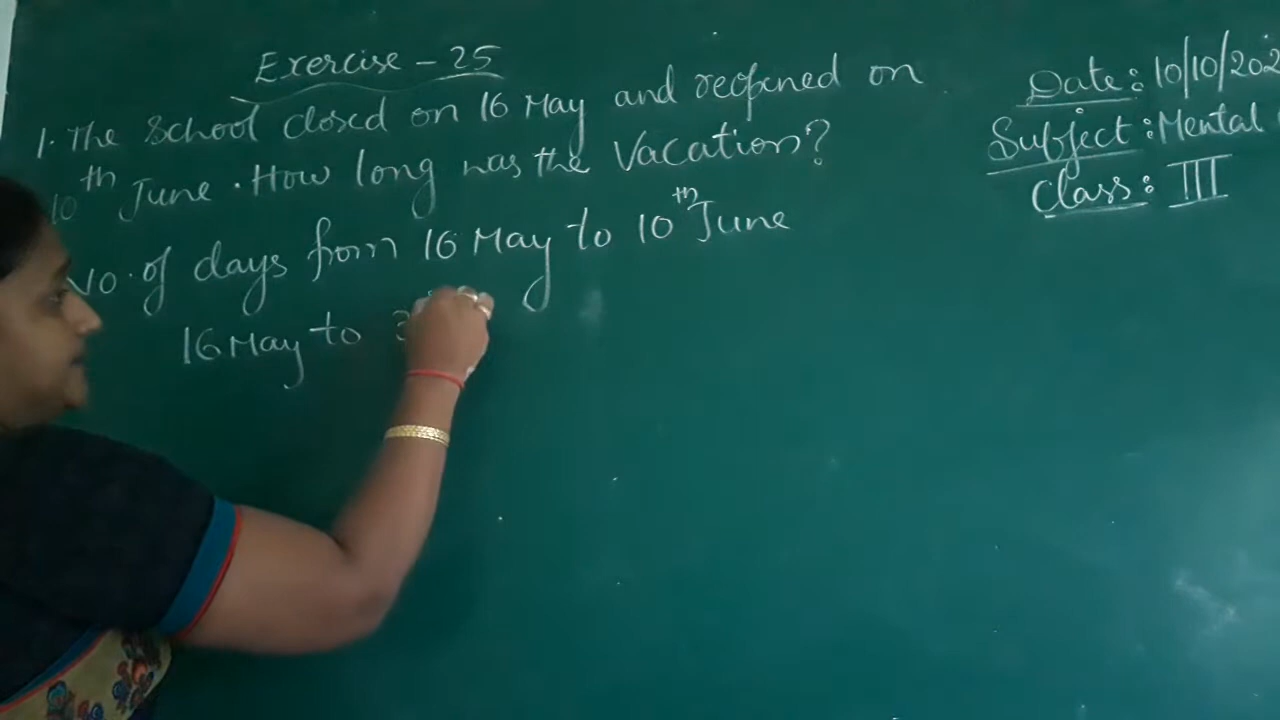 Exercise - 25
1. The School closed on 16 May and reopened on
10th June. How long was the Vacation?
No. of days from 16 May to 10th June
16 May to 3
Date: 10/10/202
Subject: Mental
Class: III